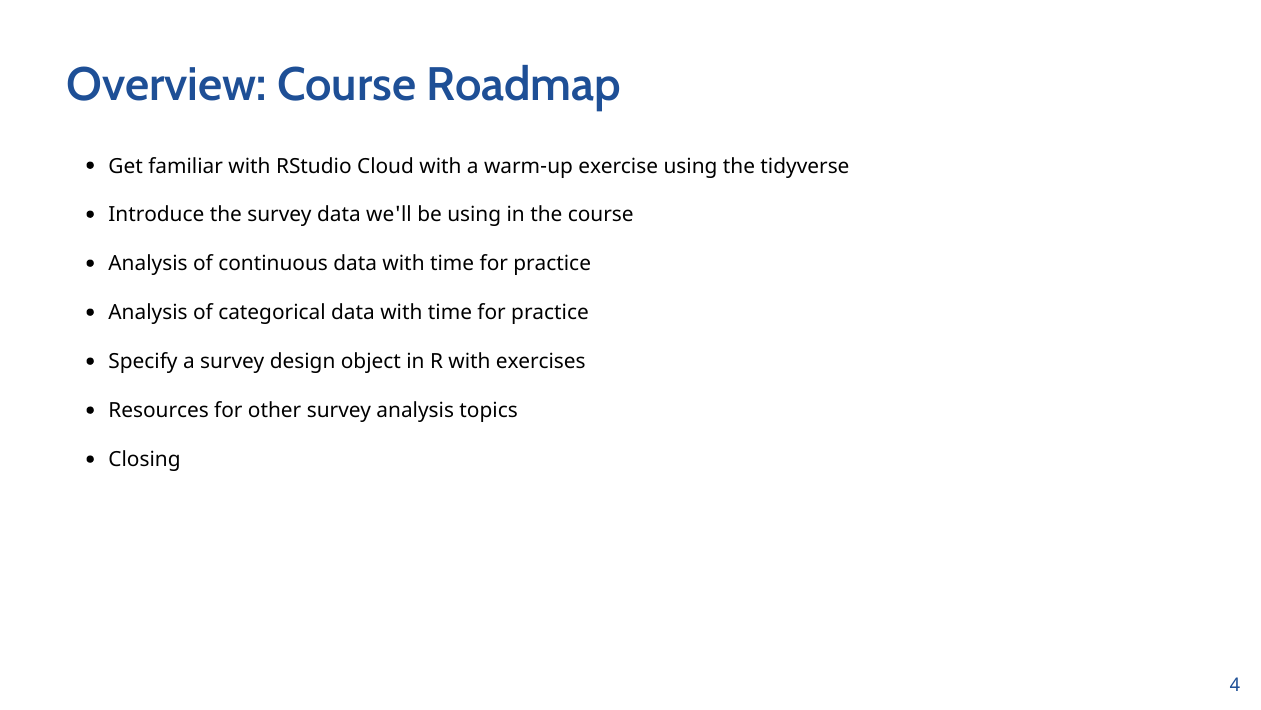 Overview: Course Roadmap
Get familiar with RStudio Cloud with a warm-up exercise using the tidyverse
Introduce the survey data we'll be using in the course
Analysis of continuous data with time for practice
Analysis of categorical data with time for practice
Specify a survey design object in R with exercises
Resources for other survey analysis topics
Closing
4